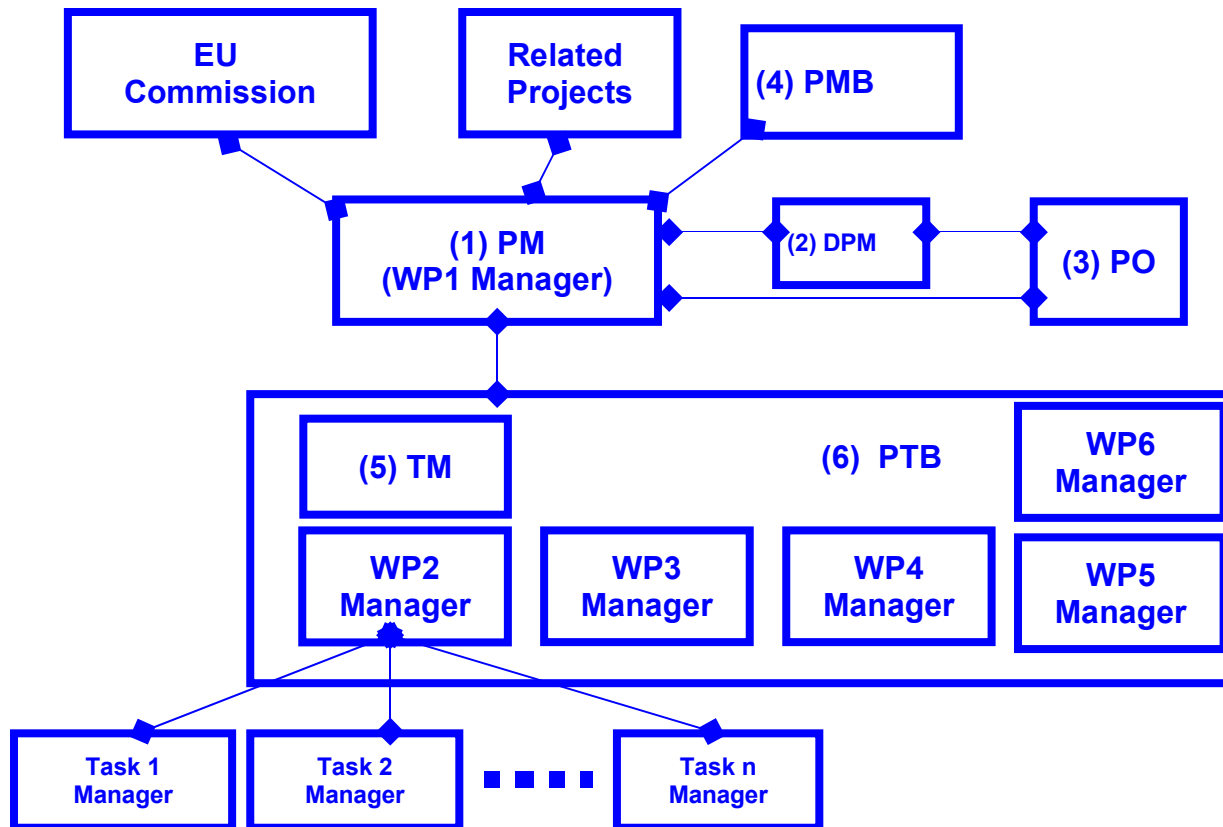 EU
Commission
Related
Projects
(4) PMB
(1) PM
(WP1 Manager)
(2) DPM
(3) PO
(5) TM
(6) PTB
WP6
Manager
WP2
Manager
WP3
Manager
WP4
Manager
WP5
Manager
Task 1
Manager
Task 2
Manager
Task n
Manager